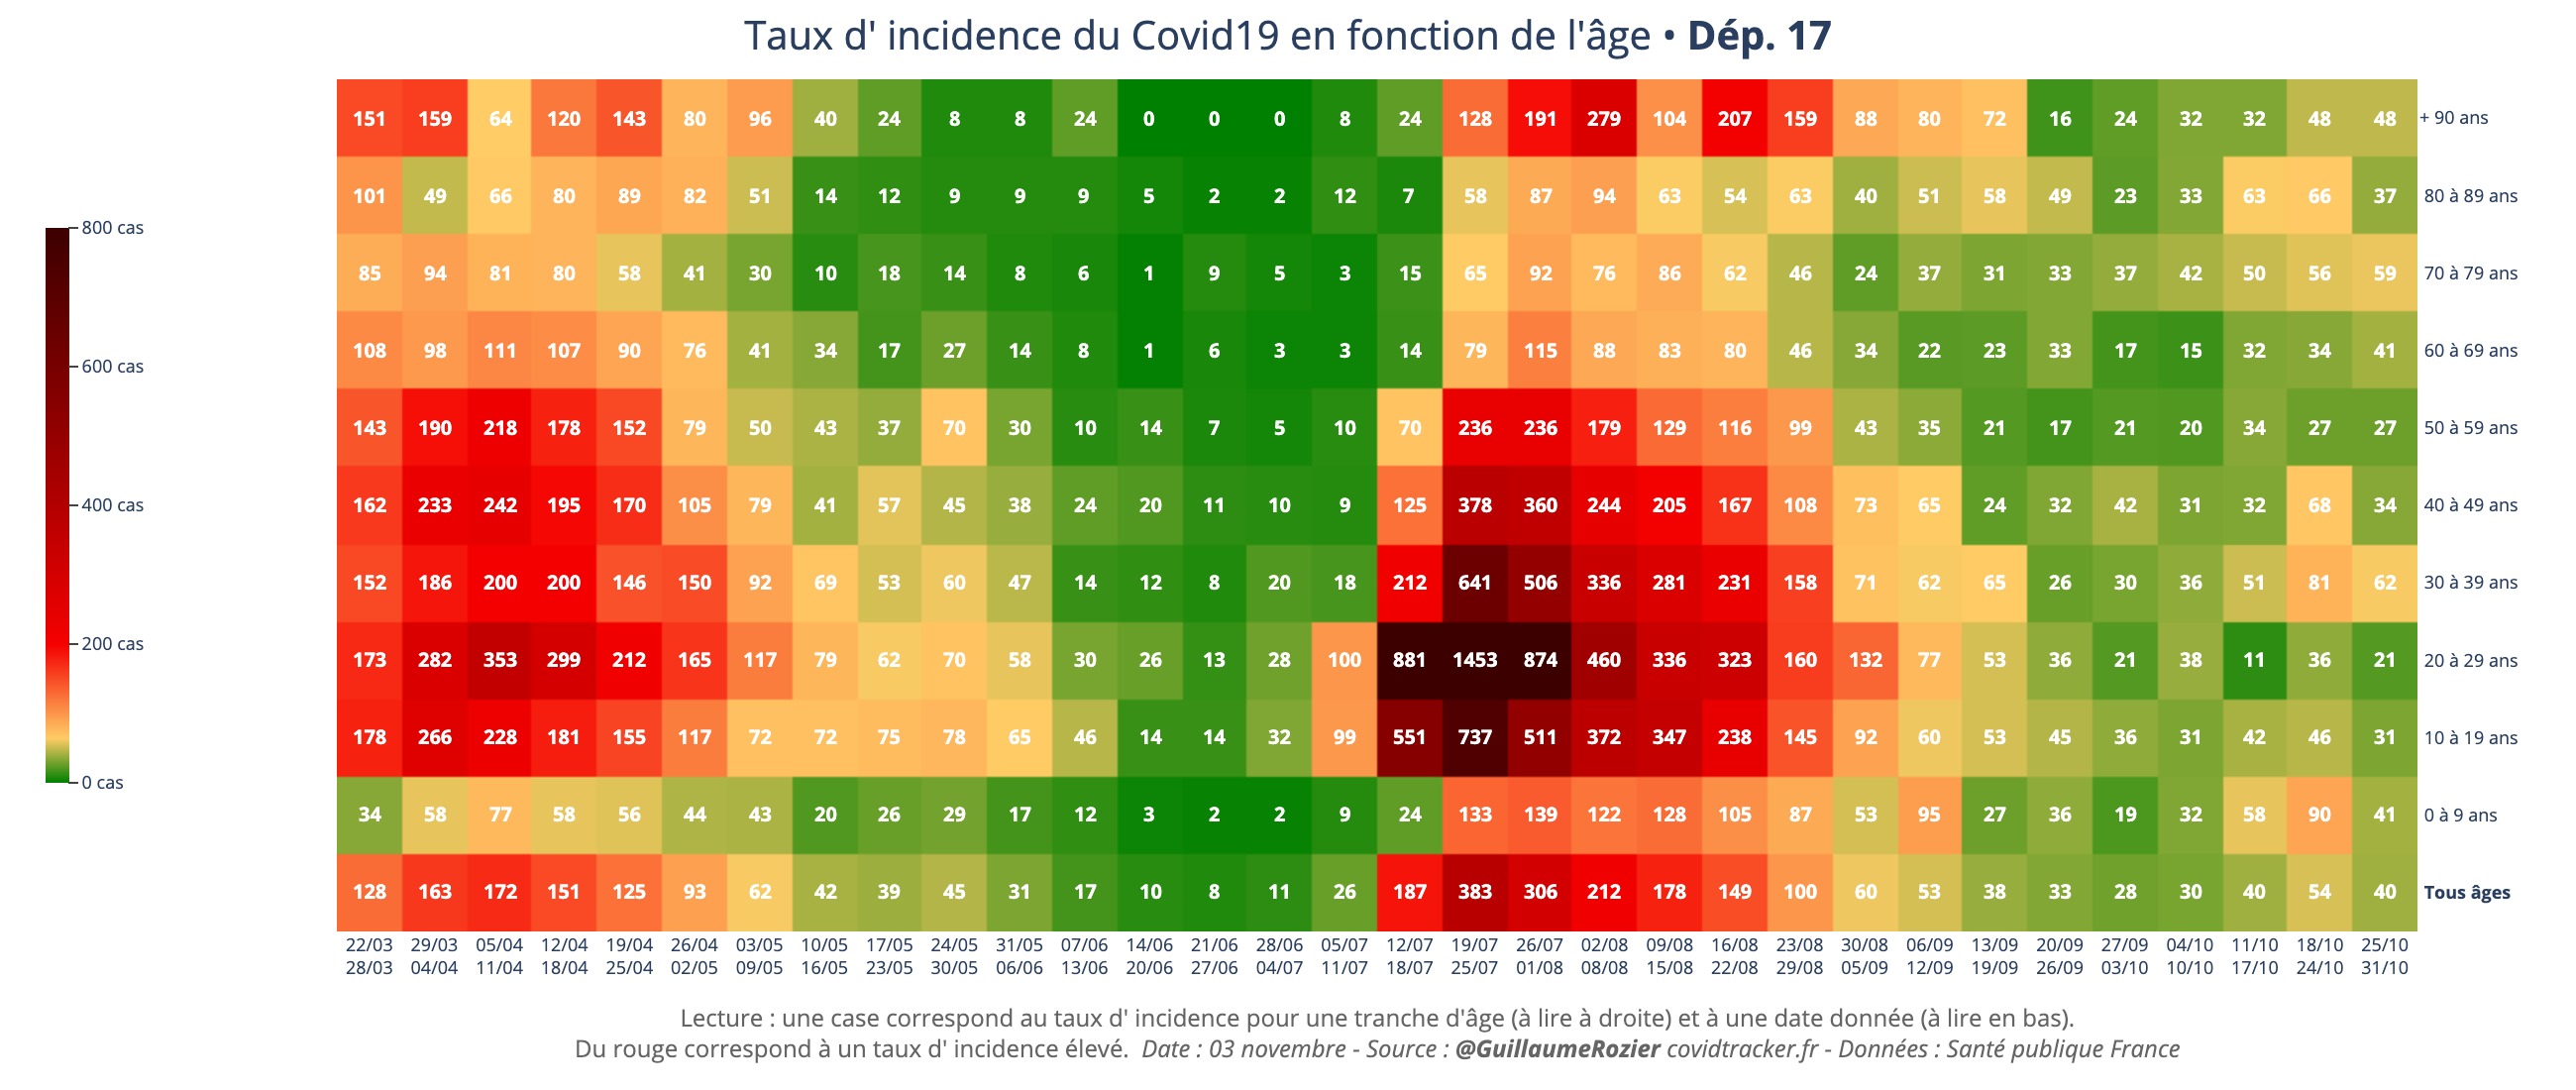 Taux d' incidence du Covid19 en fonction de l'âge • Dép. 17
151 159 64 120 143 80 96 40 24 8 8 24 0 0 0 8 24 128 191 279 104 207 159 88 80 72 16 24 32 32 48 48 + 90 ans
101 49 66 80 89 82 51 14 12 9 9 9 5 2 2 12 7 58 87 94 63 54 63 40 51 58 49 23 33 63 66 37 80 à 89 ans
800 cas
85 94 81 80 58 41 30 10 18 14 8 6 1 9 5 3 15 65 92 76 86 62 46 24 37 31 33 37 42 50 56 59 70 à 79 ans
108 98 111 107 90 76 41 34 17 27 14 8 1 6 3 3 14 79 115 88 83 80 46 34 22 23 33 17 15 32 34 41 60 à 69 ans
600 cas
143 190 218 178 152 79 50 43 37 70 30 10 14 7 5 10 70 236 236 179 129 116 99 43 35 21 17 21 20 34 27 27 50 à 59 ans
400 cas
162 233 242 195 170 105 79 41 57 45 38 24 20 11 10 9 125 378 360 244 205 167 108 73 65 24 32 42 31 32 68 34 40 à 49 ans
152 186 200 200 146 150 92 69 53 60 47 14 12 8 20 18 212 641 506 336 281 231 158 71 62 65 26 30 36 51 81 62 30 à 39 ans
200 cas
173 282 353 299 212 165 117 79 62 70 58 30 26 13 28 100 881 1453 874 460 336 323 160 132 77 53 36 21 38 11 36 21 20 à 29 ans
178 266 228 181 155 117 72 72 75 78 65 46 14 14 32 99 551 737 511 372 347 238 145 92 60 53 45 36 31 42 46 31 10 à 19 ans
0 cas
34 58 77 58 56 44 43 20 26 29 17 12 3 2 2 9 24 133 139 122 128 105 87 53 95 27 36 19 32 58 90 41 0 à 9 ans
128 163 172 151 125 93 62 42 39 45 31 17 10 8 11 26 187 383 306 212 178 149 100 60 53 38 33 28 30 40 54 40 Tous âges
22/03 29/03 05/04 12/04 19/04 26/04 03/05 10/05 17/05 24/05 31/05 07/06 14/06 21/06 28/06 05/07 12/07 19/07 26/07 02/08 09/08 16/08 23/08 30/08 06/09 13/09 20/09 27/09 04/10 11/10 18/10 25/10
28/03 04/04 11/04 18/04 25/04 02/05 09/05 16/05 23/05 30/05 06/06 13/06 20/06 27/06 04/07 11/07 18/07 25/07 01/08 08/08 15/08 22/08 29/08 05/09 12/09 19/09 26/09 03/10 10/10 17/10 24/10 31/10
Lecture : une case correspond au taux d' incidence pour une tranche d'âge (à lire à droite) et à une date donnée (à lire en bas).
Du rouge correspond à un taux d' incidence élevé. Date : 03 novembre - Source : @GuillaumeRozier covidtracker.fr - Données : Santé publique France